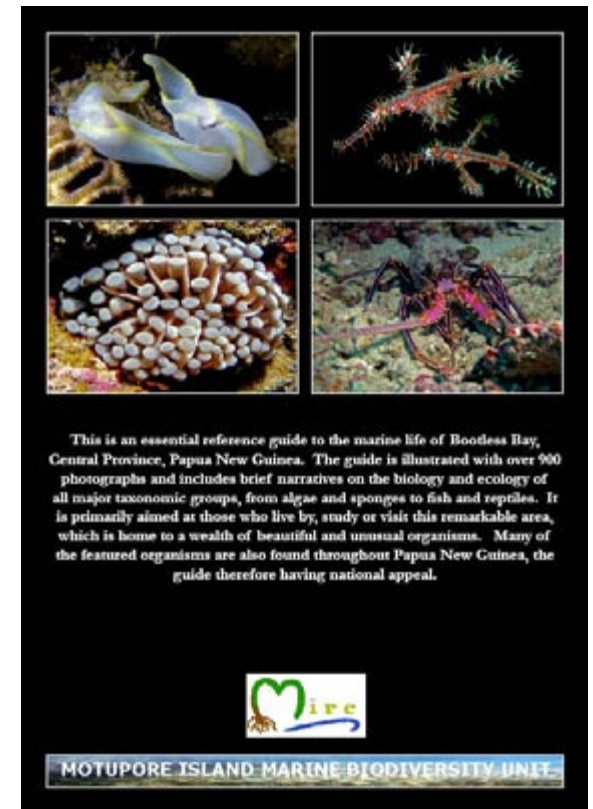 This is an essential reference guide to the marine life of Bootless Bay,
Central Province, Papua New Guinea. The guide is illustrated with over 900
photographs and includes brief narratives on the biology and ecology of
all major taxonomic groups, from algae and sponges to fish and reptiles. It
is primarily aimed at those who live by, study or visit this remarkable area,
which is home to a wealth of beautiful and unusual organisms. Many of
the featured organisms are also found throughout Papua New Guinea, the
guide therefore having national appeal.
Mirc
MOTUPORE ISLAND MARINE BIODIVERSITY UNIT